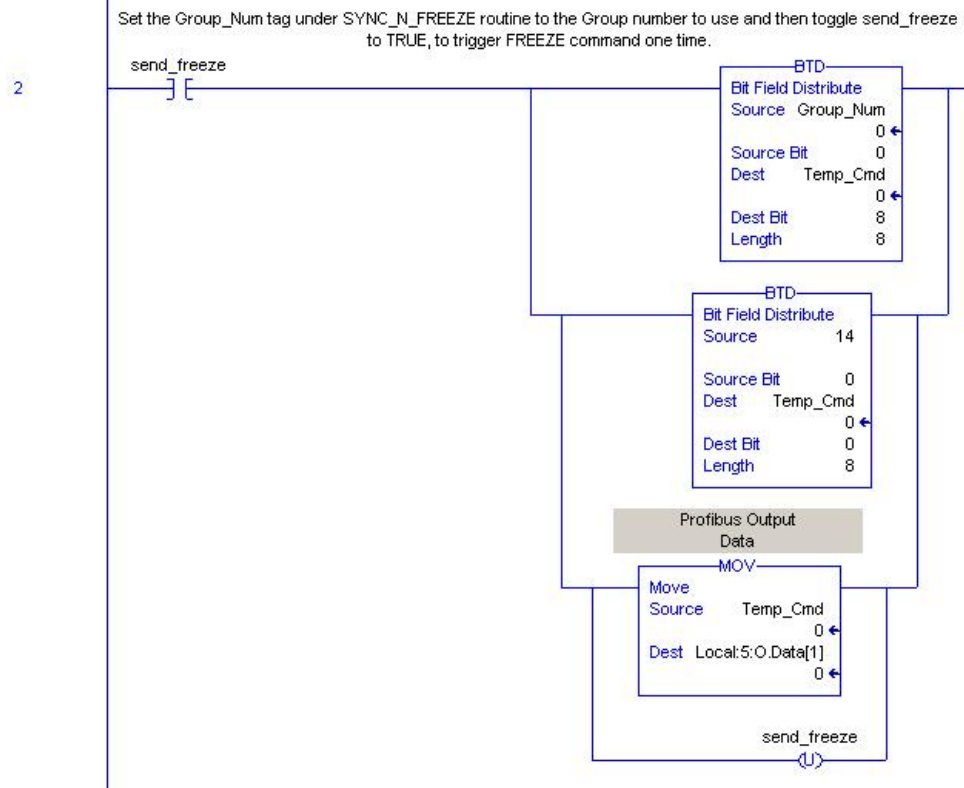 Set the Group_Num tag under SYNC_N_FREEZE routine to the Group number to use and then toggle send_freeze
to TRUE, to trigger FREEZE command one time.
send_freeze
2
BTD
Bit Field Distribute
Source Group_Num
0
Source Bit 0
Dest Temp_Cmd
0
Dest Bit 8
Length 8
BTD
Bit Field Distribute
Source 14
Source Bit 0
Dest Temp_Cmd
0
Dest Bit 0
Length 8
Profibus Output
Data
MOV
Move
Source Temp_Cmd
0
Dest Local:5:O.Data[1]
0
send_freeze
U